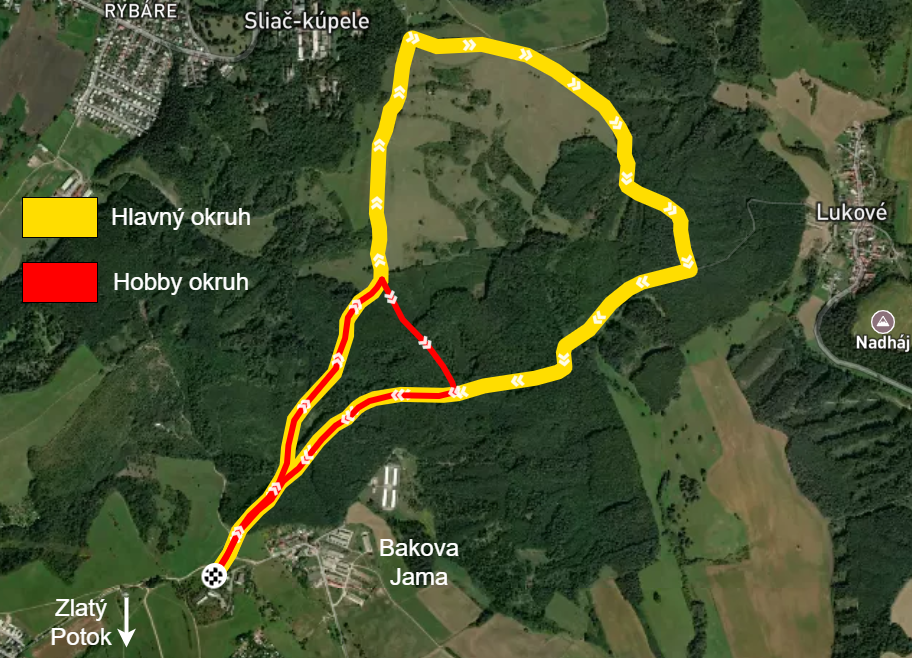 RYBÁRE
Sliač-kúpele
Hlavný okruh
Lukové
Hobby okruh
Nadháj
Bakova
Jama
Zlatý
Potok